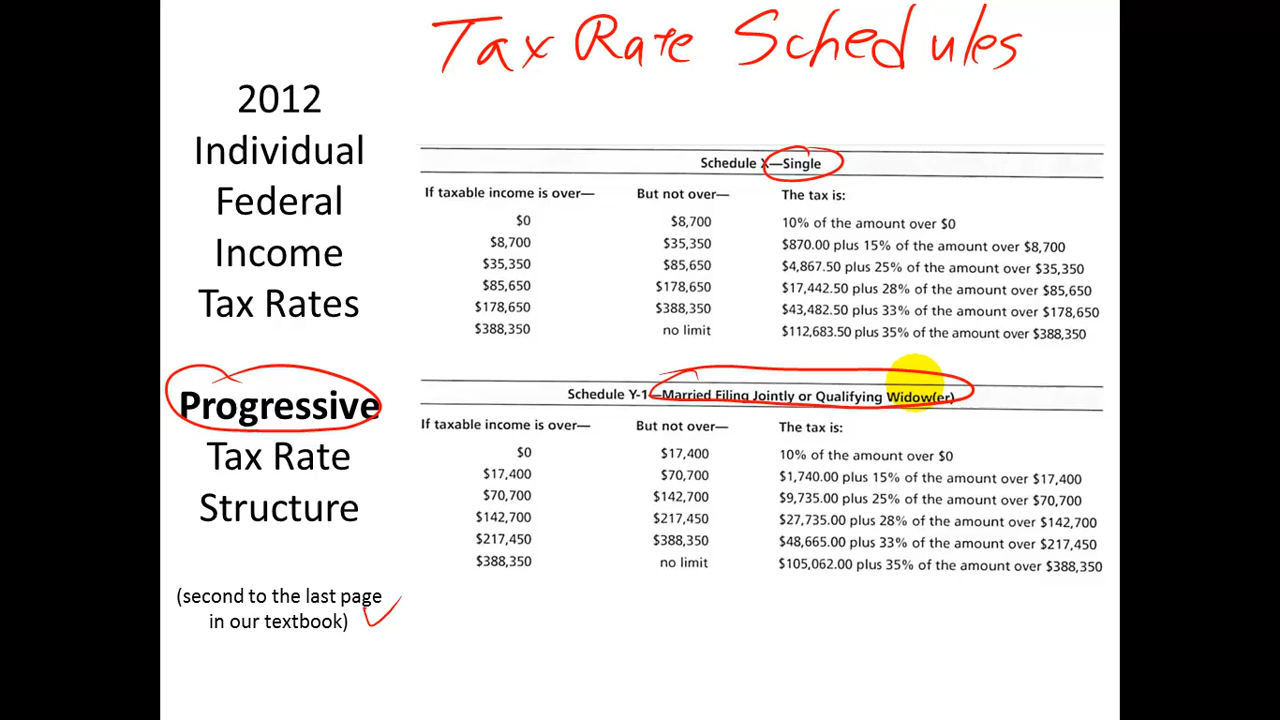 Tax Rate Schedules
2012
Individual
Federal
Income
Tax Rates
Progressive
Tax Rate
Structure
(second to the last page
in our textbook)
Schedule X—Single
If taxable income is over— But not over— The tax is:
$0 $8,700 10% of the amount over $0
$8,700 $35,350 $870.00 plus 15% of the amount over $8,700
$35,350 $85,650 $4,867.50 plus 25% of the amount over $35,350
$85,650 $178,650 $17,442.50 plus 28% of the amount over $85,650
$178,650 $388,350 $43,482.50 plus 33% of the amount over $178,650
$388,350 no limit $112,683.50 plus 35% of the amount over $388,350
Schedule Y-1—Married Filing Jointly or Qualifying Widow(er)
If taxable income is over— But not over— The tax is:
$0 $17,400 10% of the amount over $0
$17,400 $70,700 $1,740.00 plus 15% of the amount over $17,400
$70,700 $142,700 $9,735.00 plus 25% of the amount over $70,700
$142,700 $217,450 $27,735.00 plus 28% of the amount over $142,700
$217,450 $388,350 $48,665.00 plus 33% of the amount over $217,450
$388,350 no limit $105,062.00 plus 35% of the amount over $388,350